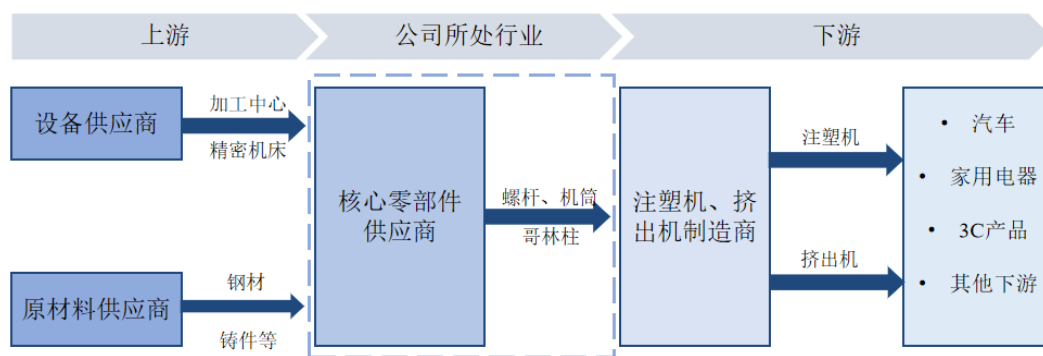 上游
公司所处行业
下游
设备供应商
加工中心
精密机床
原材料供应商
钢材
铸件等
核心零部件
供应商
螺杆、机筒
哥林柱
注塑机、挤
出机制造商
注塑机
挤出机
• 汽车
• 家用电器
• 3C产品
• 其他下游